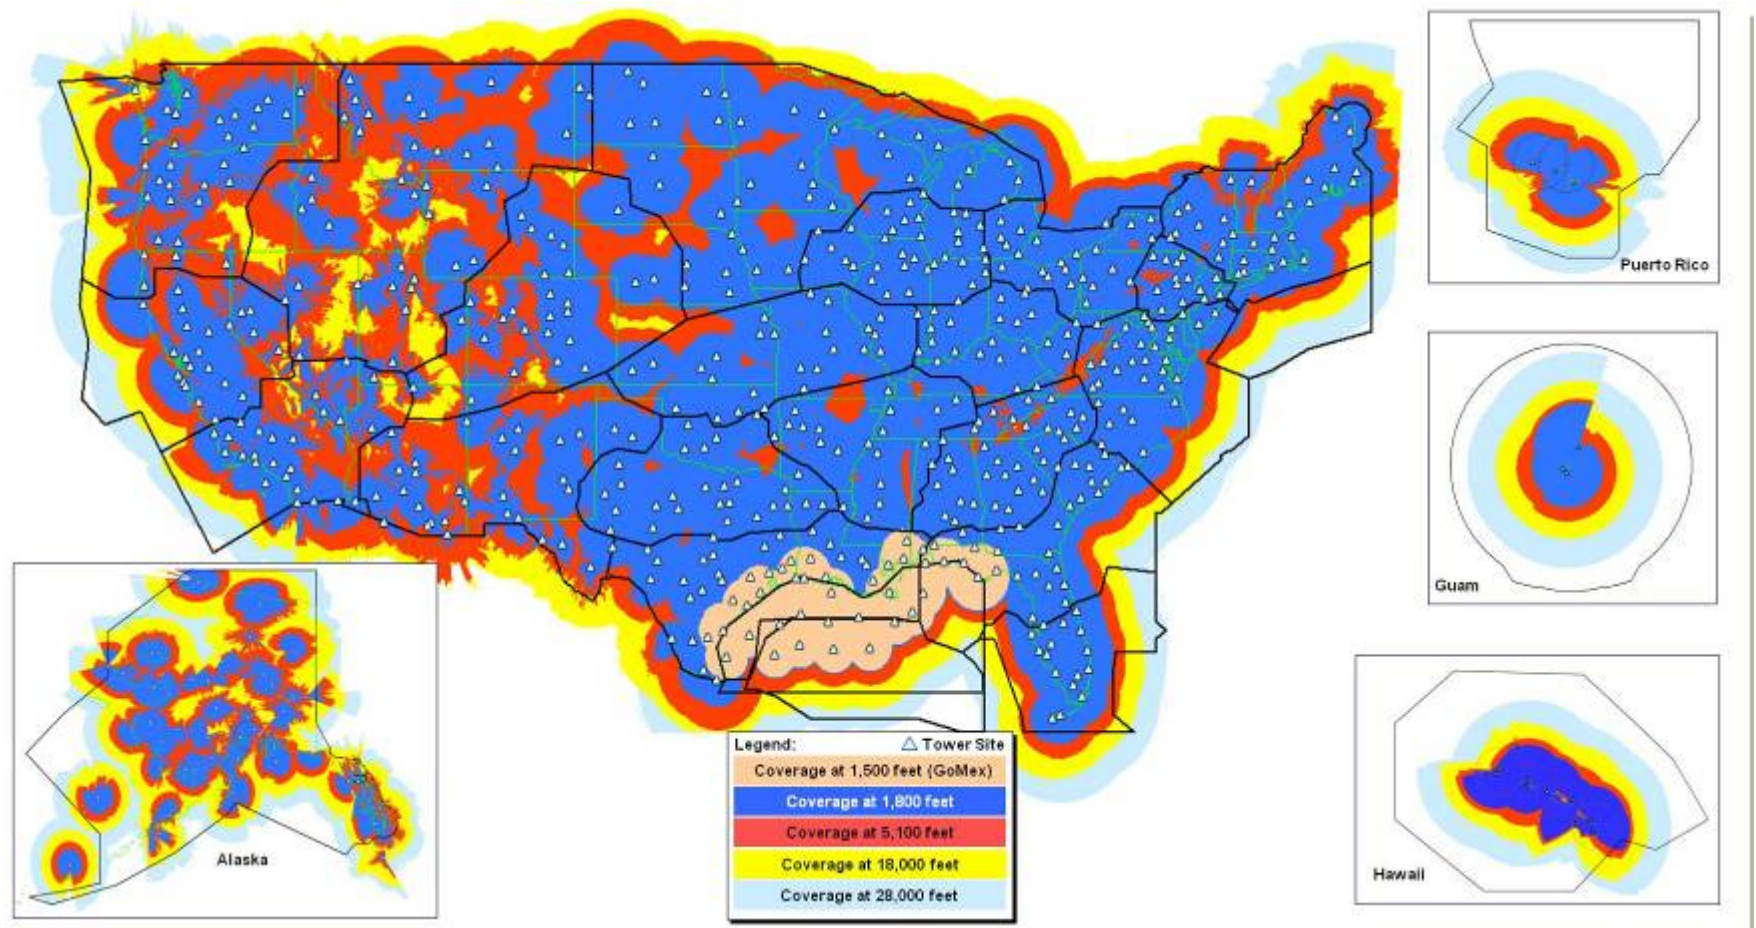 Puerto Rico
Guam
Alaska
Hawaii
Legend: Tower Site
Coverage at 1,500 feet (GoMex)
Coverage at 1,800 feet
Coverage at 5,100 feet
Coverage at 18,000 feet
Coverage at 28,000 feet